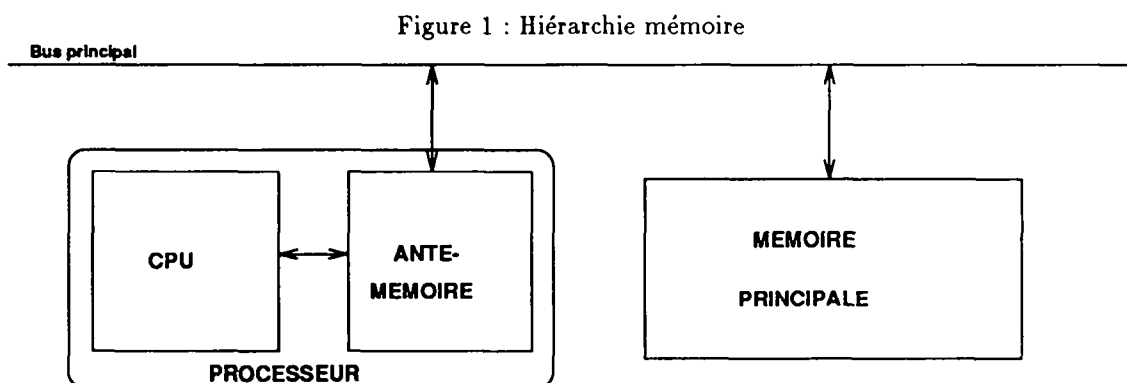 Figure 1 : Hiérarchie mémoire
Bus principal
CPU
ANTE-
MEMOIRE
PROCESSEUR
MEMOIRE
PRINCIPALE